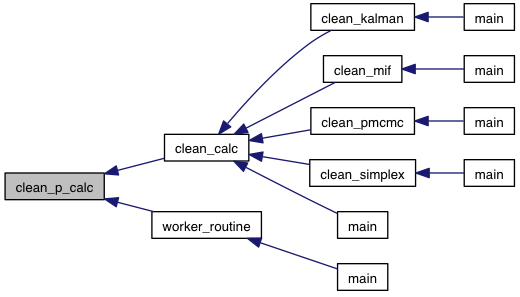 clean_kalman
main
clean_mif
main
clean_pmcmc
main
clean_calc
clean_simplex
main
clean_p_calc
worker_routine
main
main